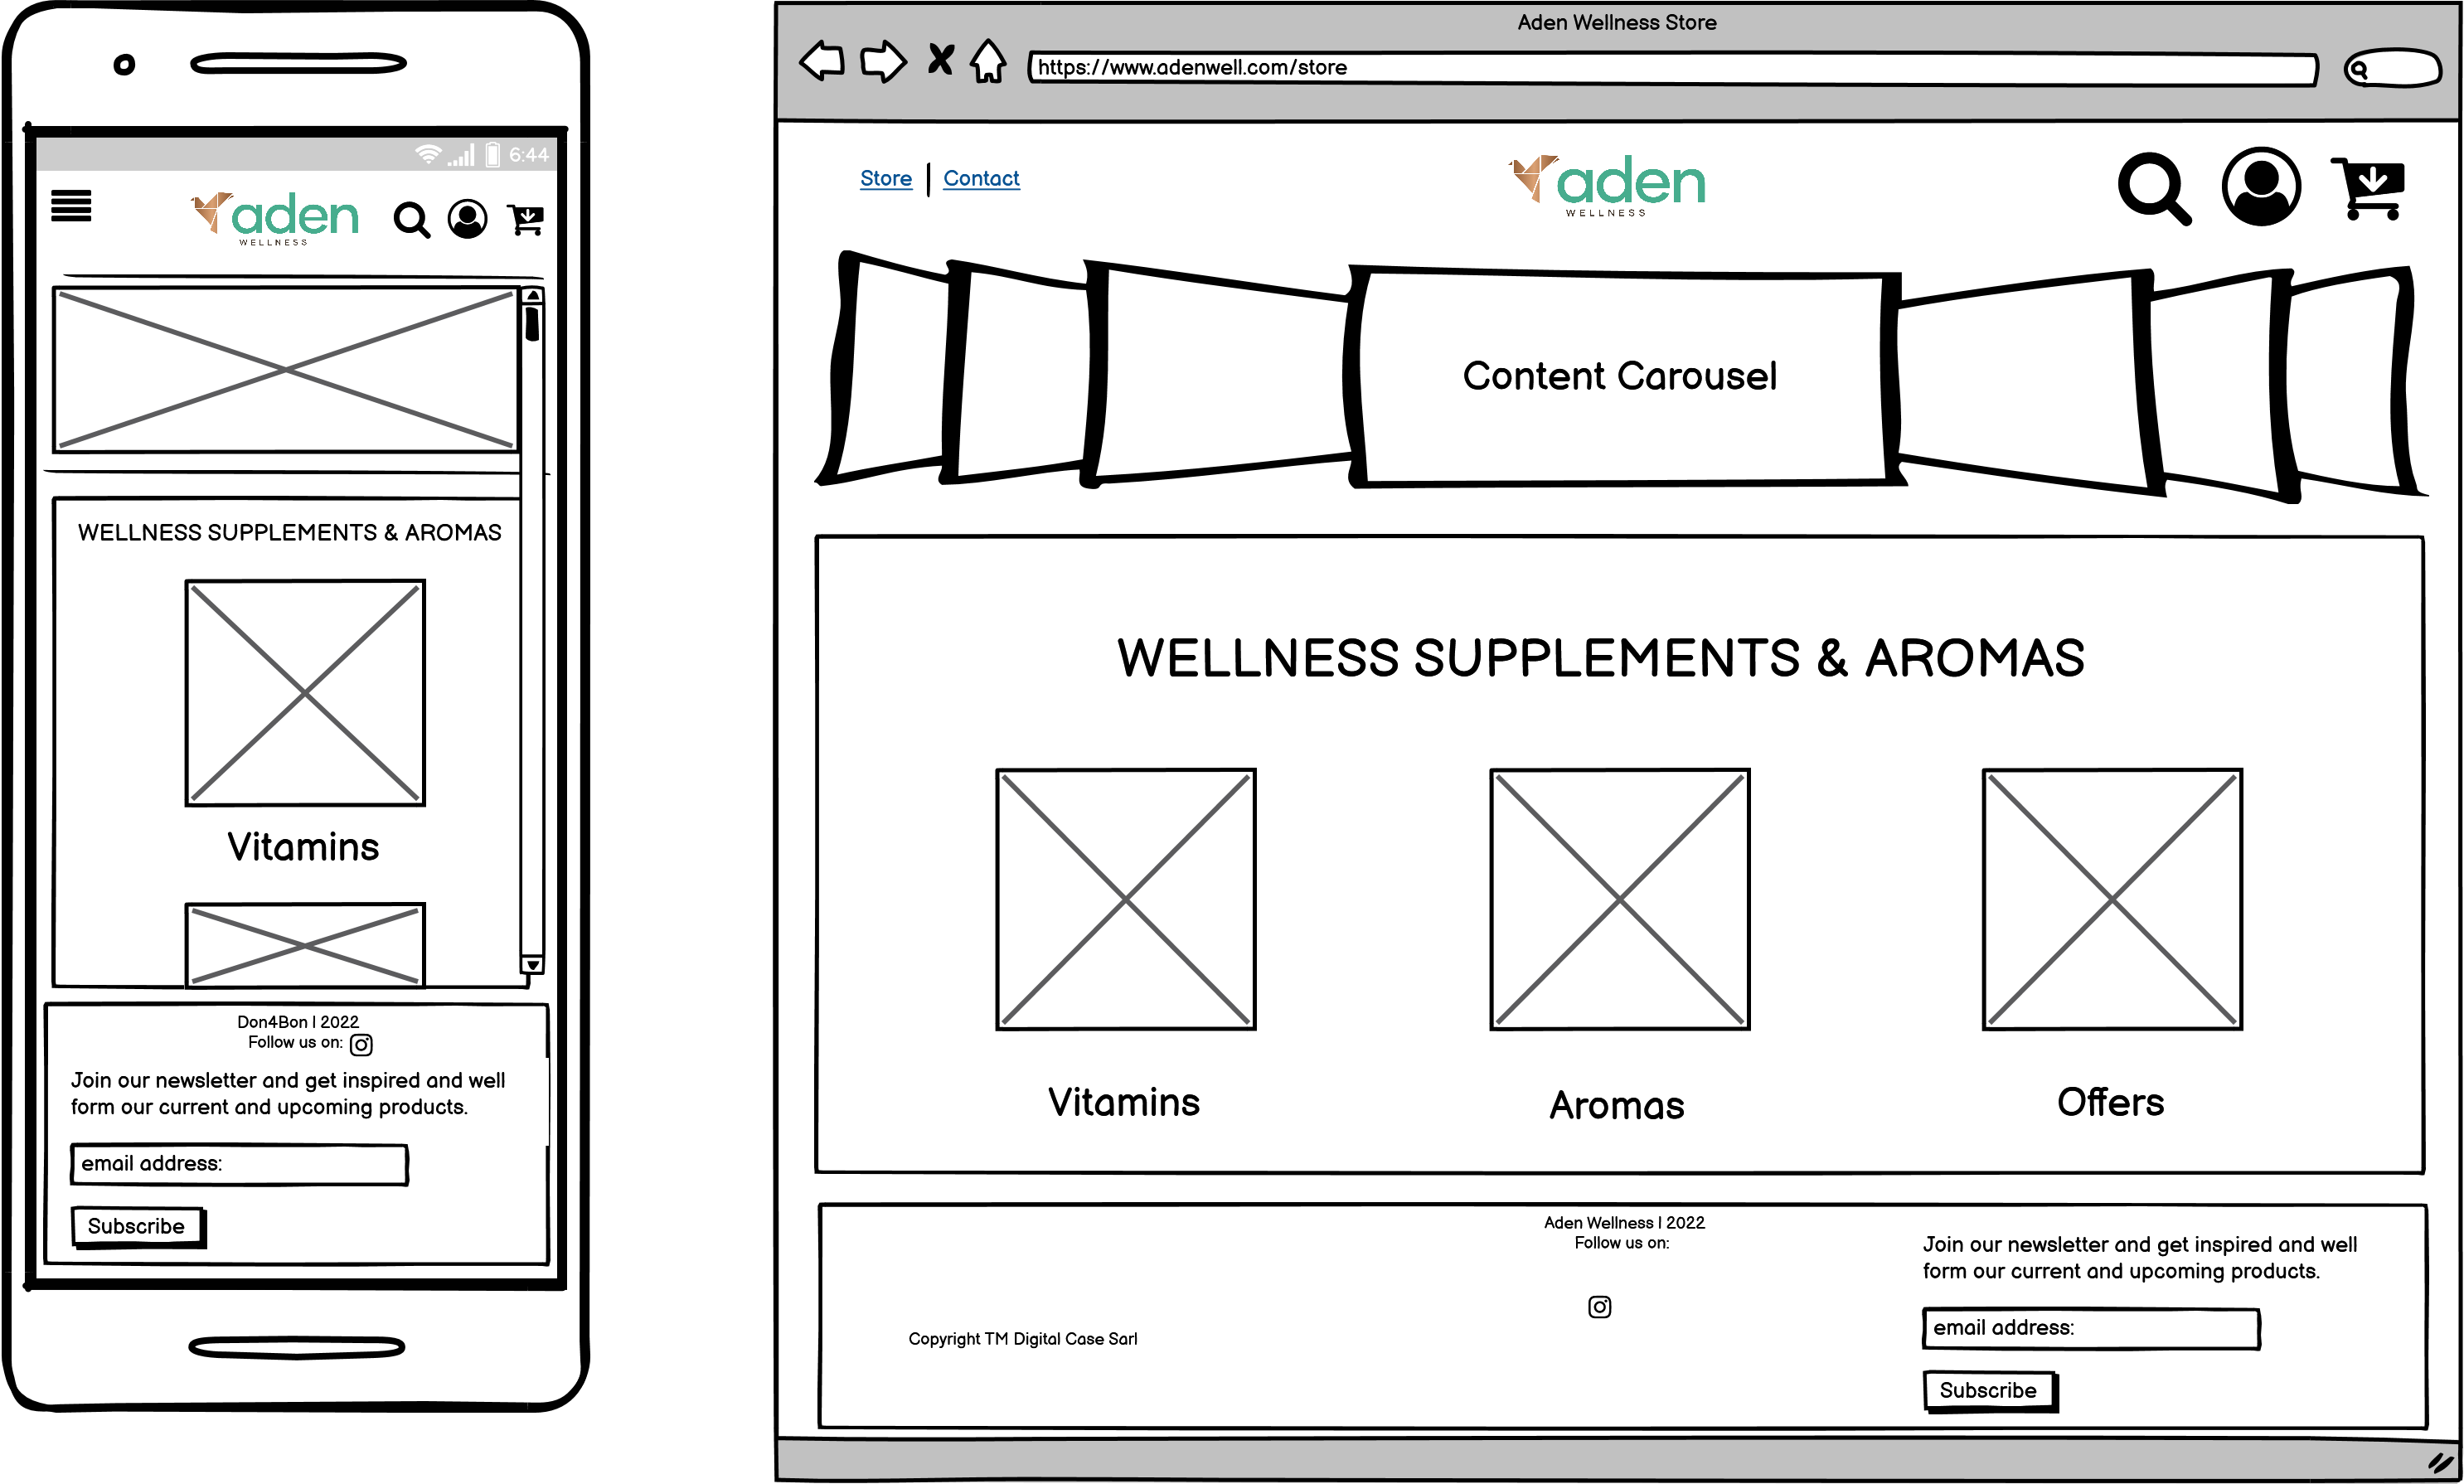 6:44
aden
WELLNESS
WELLNESS SUPPLEMENTS & AROMAS
Vitamins
Don4Bon | 2022
Follow us on:
Join our newsletter and get inspired and well
form our current and upcoming products.
email address:
Subscribe
Aden Wellness Store
https://www.adenwell.com/store
Store | Contact
aden
WELLNESS
Content Carousel
WELLNESS SUPPLEMENTS & AROMAS
Vitamins
Aromas
Offers
Copyright TM Digital Case Sarl
Aden Wellness | 2022
Follow us on:
Join our newsletter and get inspired and well
form our current and upcoming products.
email address:
Subscribe